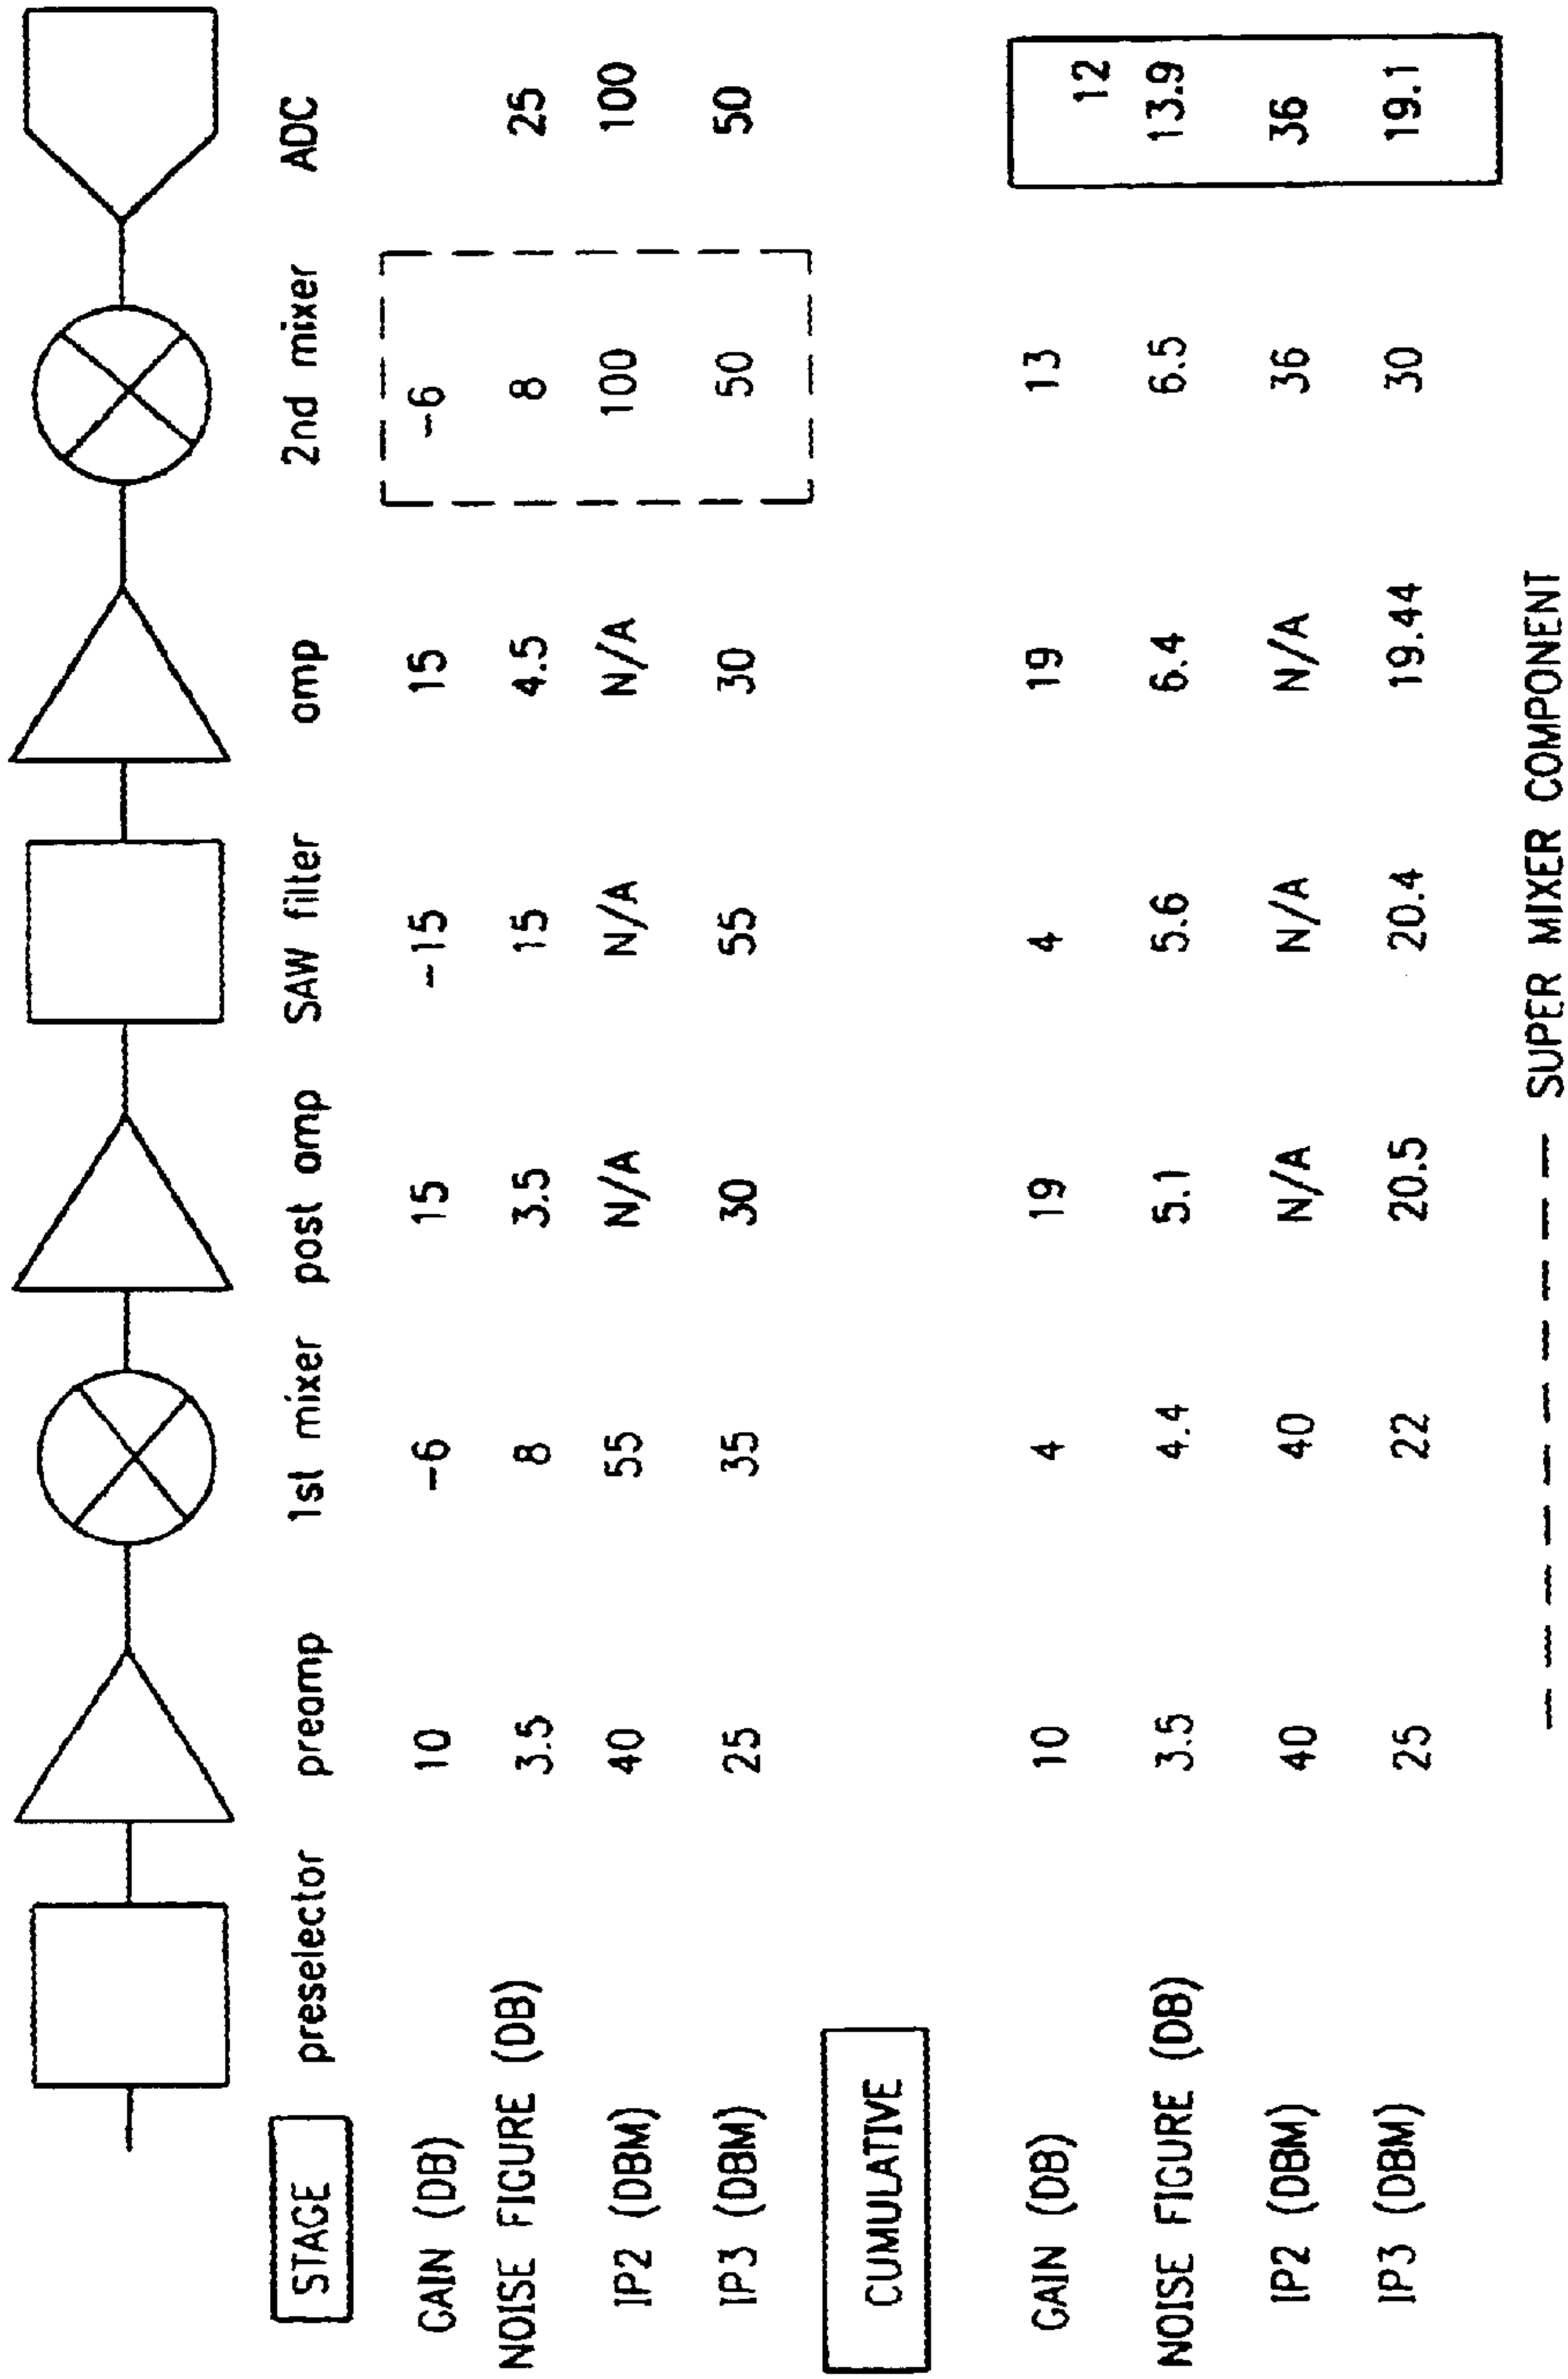 STAGE preselector preamp 1st mixer post amp SAW filter amp 2nd mixer ADC
GAIN (DB) 10 -6 15 -15 15 -6
NOISE FIGURE (DB) 3.5 8 3.5 15 4.5 8 25
IP2 (DBM) 40 55 N/A N/A N/A 100 100
IP3 (DBM) 25 35 30 55 30 50 50
CUMULATIVE
GAIN (DB) 10 4 19 4 19 13 12
NOISE FIGURE (DB) 3.5 4.4 5.1 5.6 6.4 6.5 13.9
IP2 (DBM) 40 40 N/A N/A N/A 36 36
IP3 (DBM) 25 22 20.5 20.4 19.44 30 19.1
SUPER MIXER COMPONENT